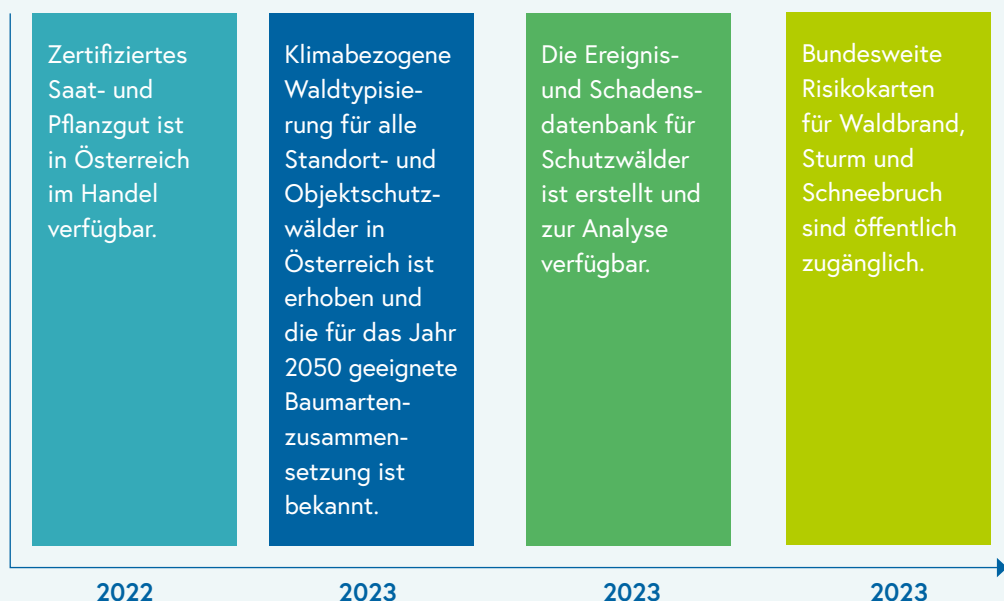 Zertifiziertes
Saat- und
Pflanzgut ist
in Österreich
im Handel
verfügbar.
Klimabezogene
Waldtypisie-
rung für alle
Standort- und
Objektschutz-
wälder in
Österreich ist
erhoben und
die für das Jahr
2050 geeignete
Baumarten-
zusammen-
setzung ist
bekannt.
Die Ereignis-
und Schadens-
datenbank für
Schutzwälder
ist erstellt und
zur Analyse
verfügbar.
Bundesweite
Risikokarten
für Waldbrand,
Sturm und
Schneebruch
sind öffentlich
zugänglich.
2022
2023
2023
2023